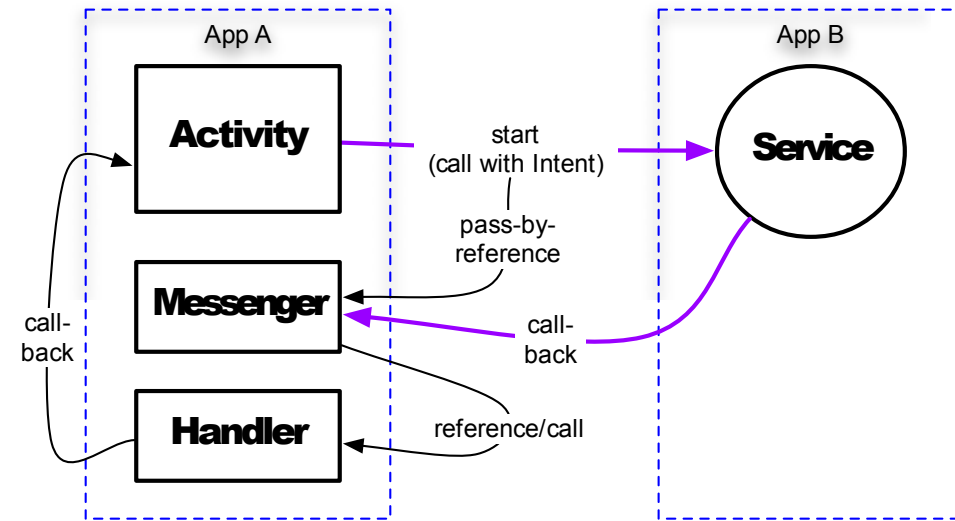 App A
App B
Activity
start
(call with Intent)
Service
pass-by-
reference
Messenger
call-
back
call-
back
Handler
reference/call